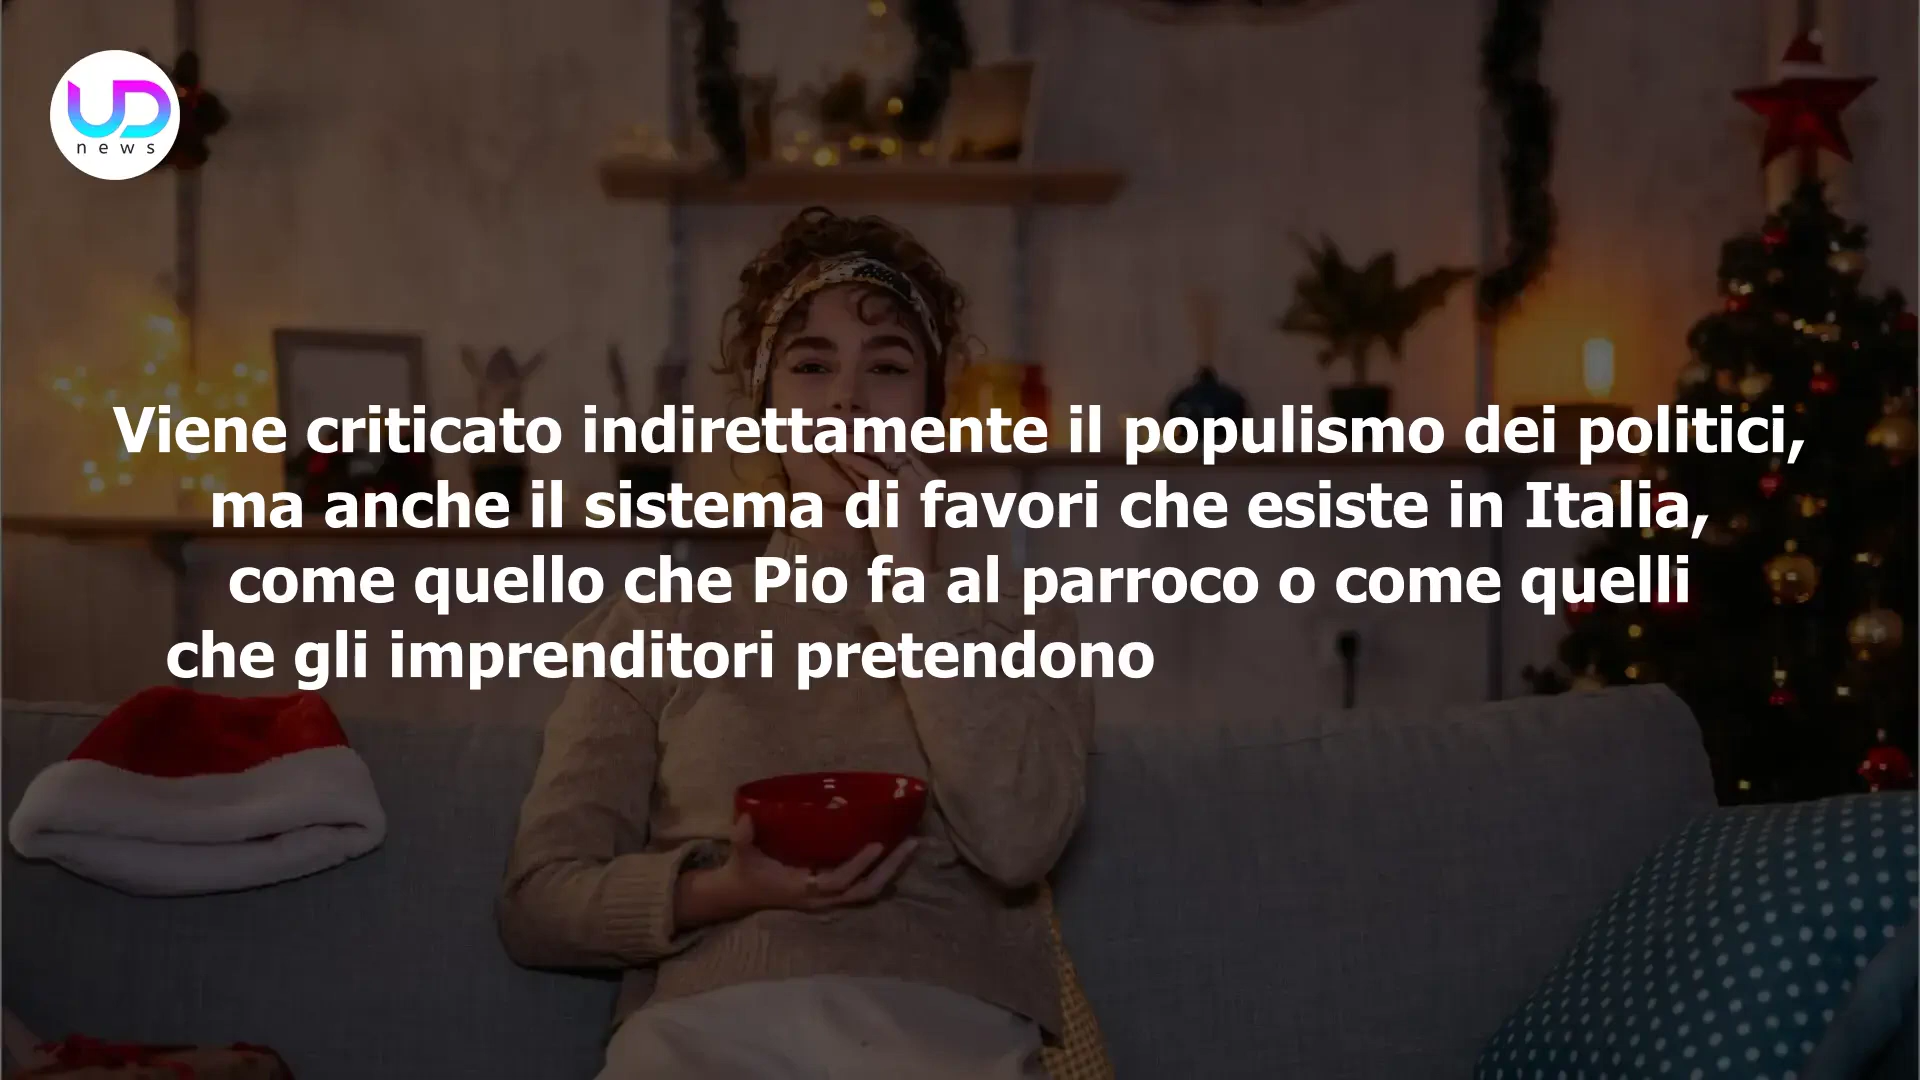 UD
news
Viene criticato indirettamente il populismo dei politici,
ma anche il sistema di favori che esiste in Italia,
come quello che Pio fa al parroco o come quelli
che gli imprenditori pretendono